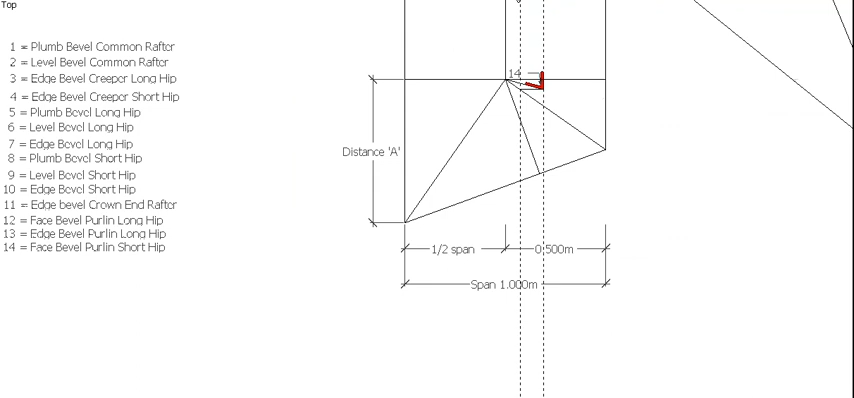 Top
1 = Plumb Bevel Common Rafter
2 = Level Bevel Common Rafter
3 = Edge Bevel Creeper Long Hip
4 = Edge Bevel Creeper Short Hip
5 = Plumb Bevel Long Hip
6 = Level Bevel Long Hip
7 = Edge Bevel Long Hip
8 = Plumb Bevel Short Hip
9 = Level Bevel Short Hip
10 = Edge Bevel Short Hip
11 = Edge bevel Crown End Rafter
12 = Face Bevel Purlin Long Hip
13 = Edge Bevel Purlin Long Hip
14 = Face Bevel Purlin Short Hip
14
Distance 'A'
1/2 span
0.500m
Span 1.000m